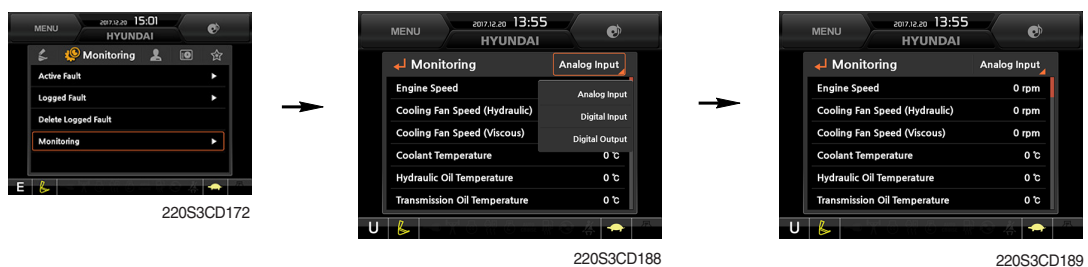 MENU
2017.12.20 15:01
HYUNDAI
Monitoring
Active Fault
Logged Fault
Delete Logged Fault
Monitoring
E
220S3CD172
MENU
2017.12.20 13:55
HYUNDAI
Monitoring Analog Input
Engine Speed
Analog Input
Cooling Fan Speed (Hydraulic)
Digital Input
Cooling Fan Speed (Viscous)
Digital Output
Coolant Temperature 0 ℃
Hydraulic Oil Temperature 0 ℃
Transmission Oil Temperature 0 ℃
U
220S3CD188
MENU
2017.12.20 13:55
HYUNDAI
Monitoring Analog Input
Engine Speed 0 rpm
Cooling Fan Speed (Hydraulic) 0 rpm
Cooling Fan Speed (Viscous) 0 rpm
Coolant Temperature 0 ℃
Hydraulic Oil Temperature 0 ℃
Transmission Oil Temperature 0 ℃
U
220S3CD189